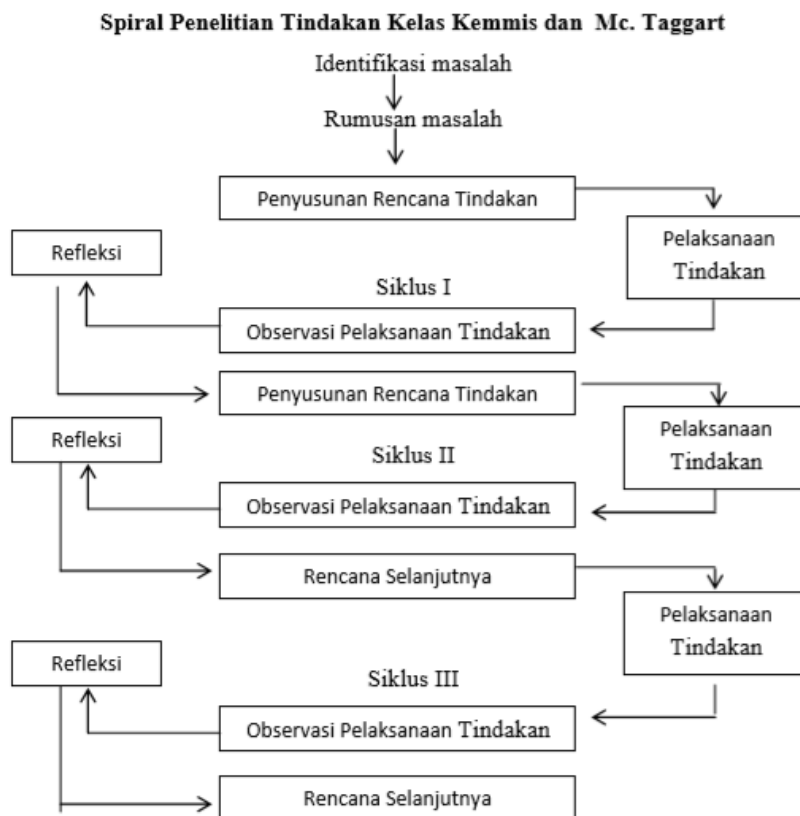 Spiral Penelitian Tindakan Kelas Kemmis dan Mc. Taggart
Identifikasi masalah
Rumusan masalah
Penyusunan Rencana Tindakan
Pelaksanaan
Tindakan
Refleksi
Siklus I
Observasi Pelaksanaan Tindakan
Penyusunan Rencana Tindakan
Pelaksanaan
Tindakan
Refleksi
Siklus II
Observasi Pelaksanaan Tindakan
Rencana Selanjutnya
Pelaksanaan
Tindakan
Refleksi
Siklus III
Observasi Pelaksanaan Tindakan
Rencana Selanjutnya